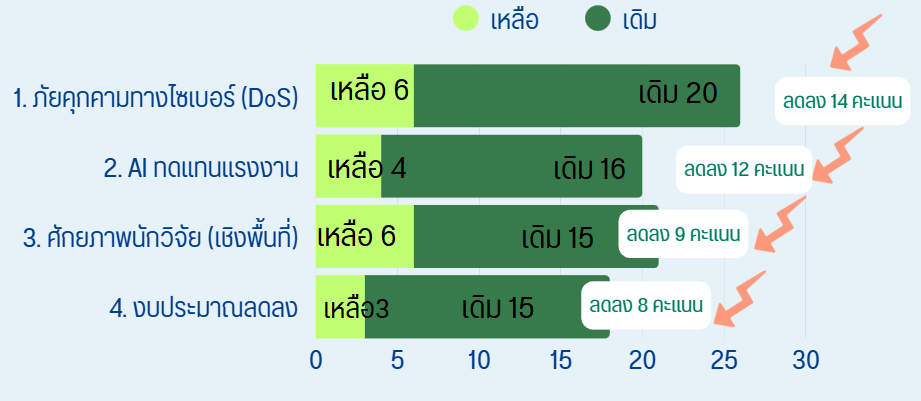 เหลือ เดิม
1. ภัยคุกคามทางไซเบอร์ (DoS) เหลือ 6 เดิม 20 ลดลง 14 คะแนน
2. AI ทดแทนแรงงาน เหลือ 4 เดิม 16 ลดลง 12 คะแนน
3. ศักยภาพนักวิจัย (เชิงพื้นที่) เหลือ 6 เดิม 15 ลดลง 9 คะแนน
4. งบประมาณลดลง เหลือ3 เดิม 15 ลดลง 8 คะแนน
0 5 10 15 20 25 30